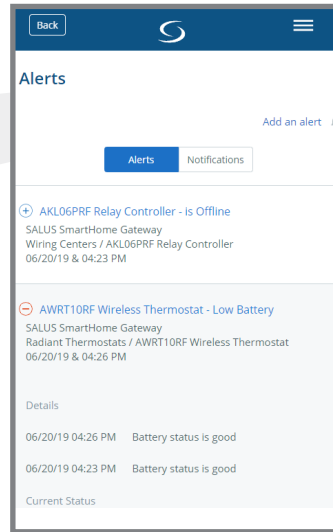 Back
Alerts
Add an alert
Alerts
Notifications
AKL06PRF Relay Controller - is Offline
SALUS SmartHome Gateway
Wiring Centers / AKL06PRF Relay Controller
06/20/19 & 04:23 PM
AWRT10RF Wireless Thermostat - Low Battery
SALUS SmartHome Gateway
Radiant Thermostats / AWRT10RF Wireless Thermostat
06/20/19 & 04:26 PM
Details
06/20/19 04:26 PM Battery status is good
06/20/19 04:23 PM Battery status is good
Current Status